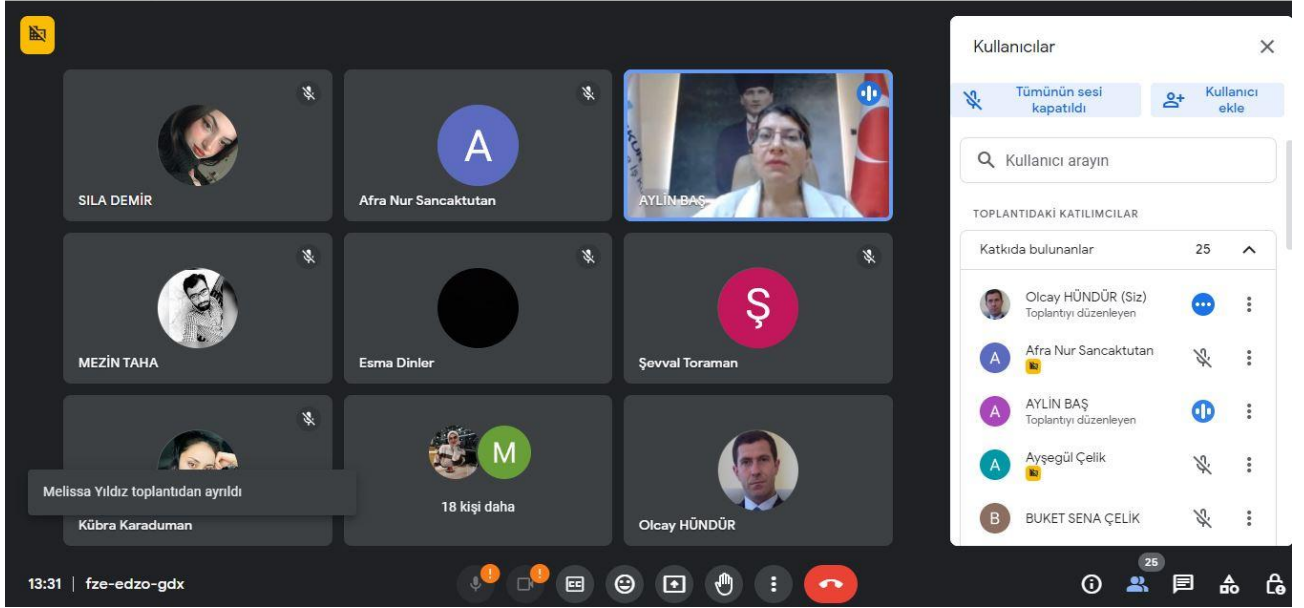 SILA DEMİR
Afra Nur Sancaktutan
A
AYLİN BAŞ
MEZİN TAHA
Esma Dinler
Ş
Şevval Toraman
Melissa Yıldız toplantıdan ayrıldı
Kübra Karaduman
M
18 kişi daha
Olcay HÜNDÜR
Kullanıcılar
Tümünün sesi
kapatıldı
Kullanıcı
ekle
Kullanıcı arayın
TOPLANTIDAKİ KATILIMCILAR
Katkıda bulunanlar 25
Olcay HÜNDÜR (Siz)
Toplantıyı düzenleyen
A
Afra Nur Sancaktutan
A
AYLİN BAŞ
Toplantıyı düzenleyen
A
Ayşegül Çelik
B
BUKET SENA ÇELİK
13:31 | fze-edzo-gdx
CC
25